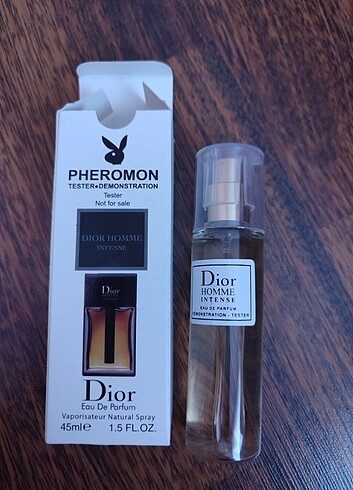 PHEROMON
TESTER•DEMONSTRATION
Tester
Not for sale
DIOR HOMME
INTENSE
Dior
Dior
Eau De Parfum
Vaporisateur Natural Spray
45ml℮ 1.5 FL.OZ.
Dior
HOMME
INTENSE
EAU DE PARFUM
DEMONSTRATION - TESTER